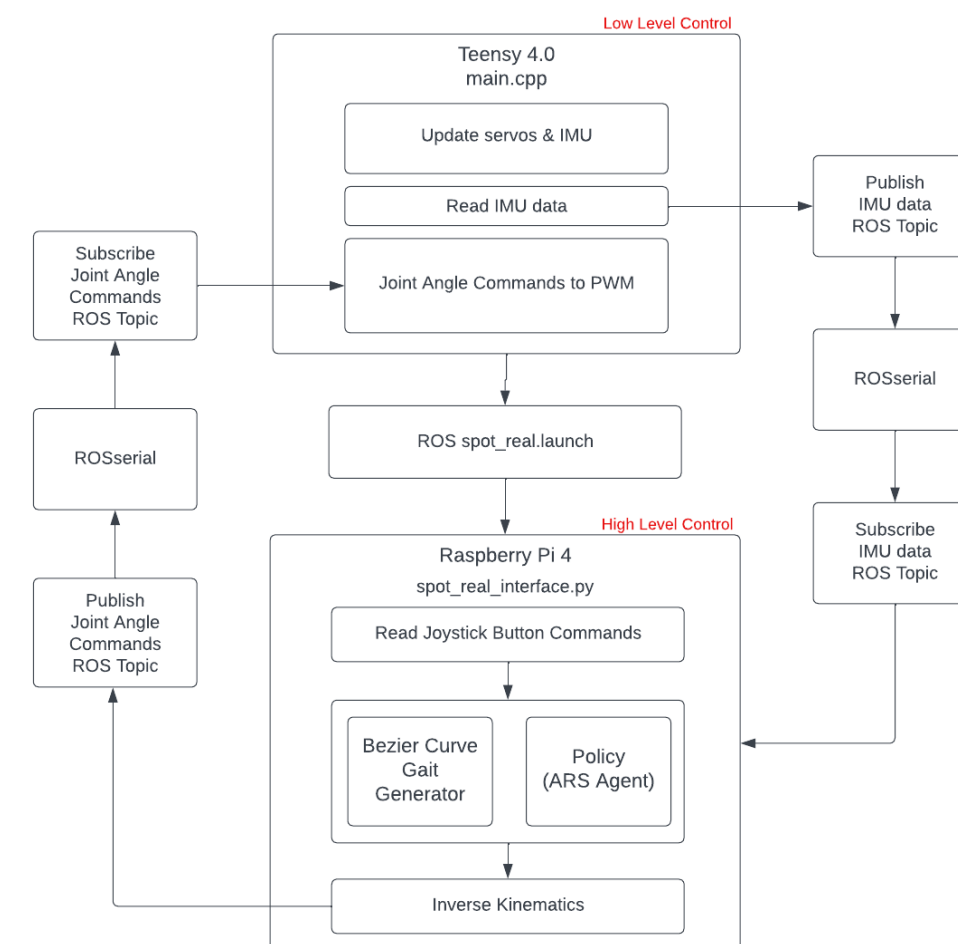 Low Level Control
Teensy 4.0
main.cpp
Update servos & IMU
Read IMU data
Joint Angle Commands to PWM
Publish
IMU data
ROS Topic
Subscribe
Joint Angle
Commands
ROS Topic
ROSserial
ROSserial
ROS spot_real.launch
High Level Control
Raspberry Pi 4
spot_real_interface.py
Read Joystick Button Commands
Subscribe
IMU data
ROS Topic
Publish
Joint Angle
Commands
ROS Topic
Bezier Curve
Gait
Generator
Policy
(ARS Agent)
Inverse Kinematics